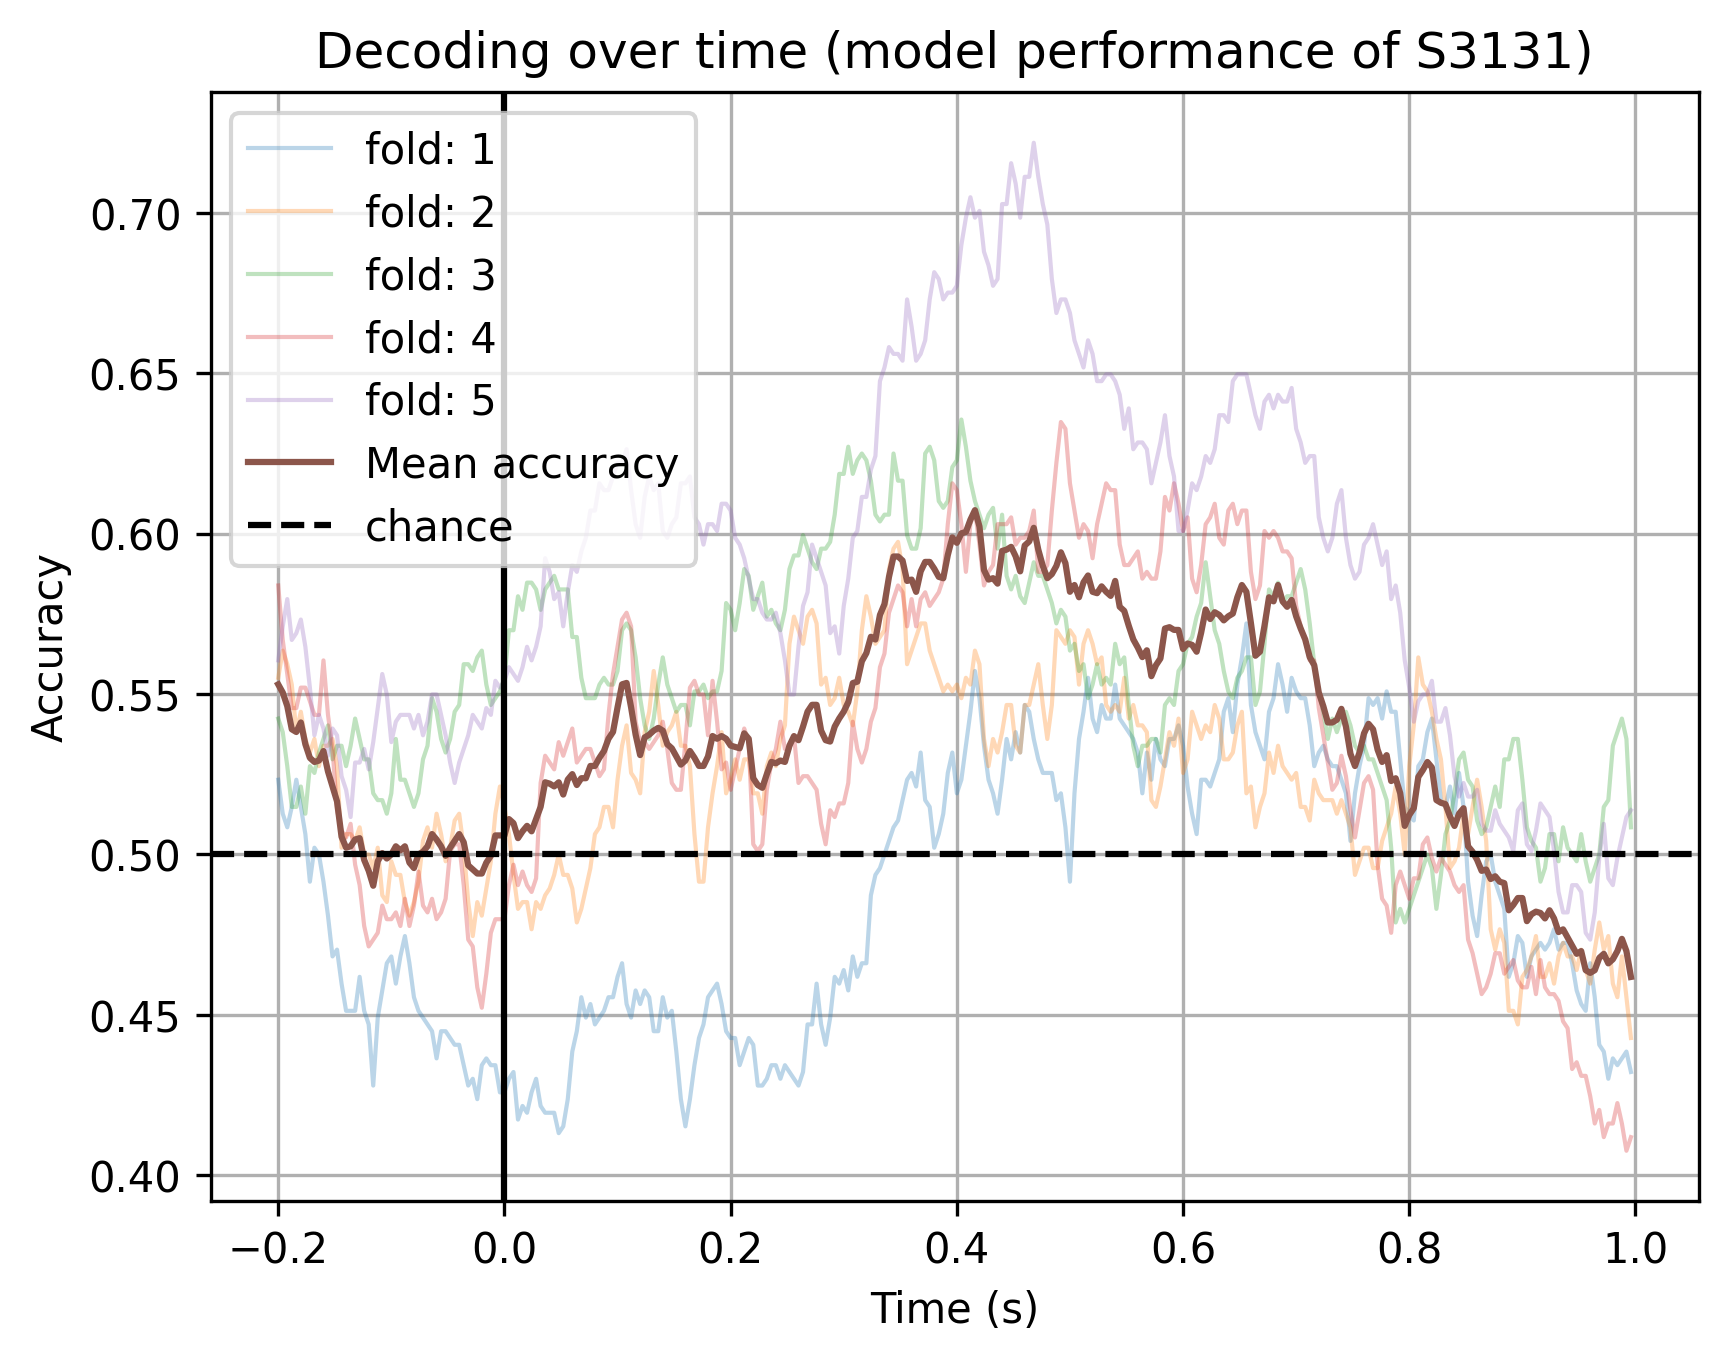 Decoding over time (model performance of S3131)
fold: 1
fold: 2
fold: 3
fold: 4
fold: 5
Mean accuracy
chance
Accuracy
0.70
0.65
0.60
0.55
0.50
0.45
0.40
−0.2 0.0 0.2 0.4 0.6 0.8 1.0
Time (s)